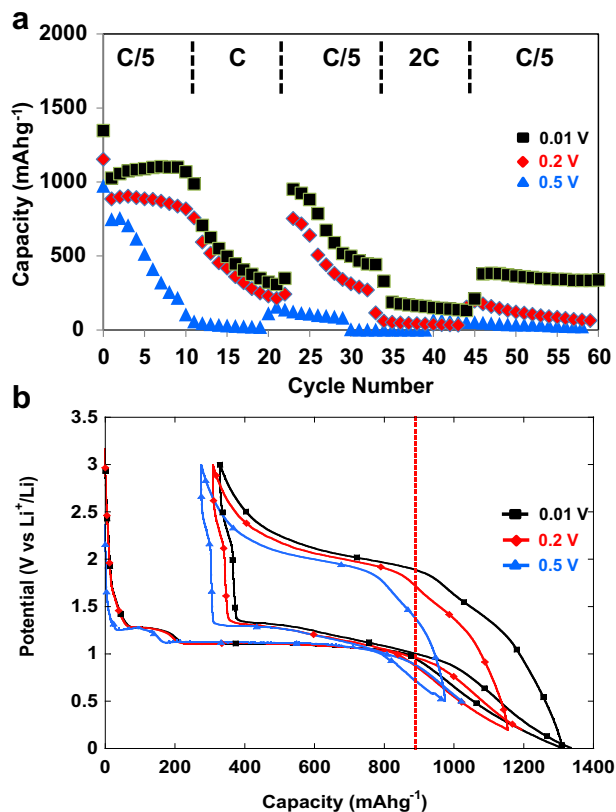 a
2000
1500
1000
500
0
Capacity (mAhg⁻¹)
C/5 C C/5 2C C/5
0.01 V
0.2 V
0.5 V
0 5 10 15 20 25 30 35 40 45 50 55 60
Cycle Number
b
3.5
3
2.5
2
1.5
1
0.5
0
Potential (V vs Li⁺/Li)
0.01 V
0.2 V
0.5 V
0 200 400 600 800 1000 1200 1400
Capacity (mAhg⁻¹)